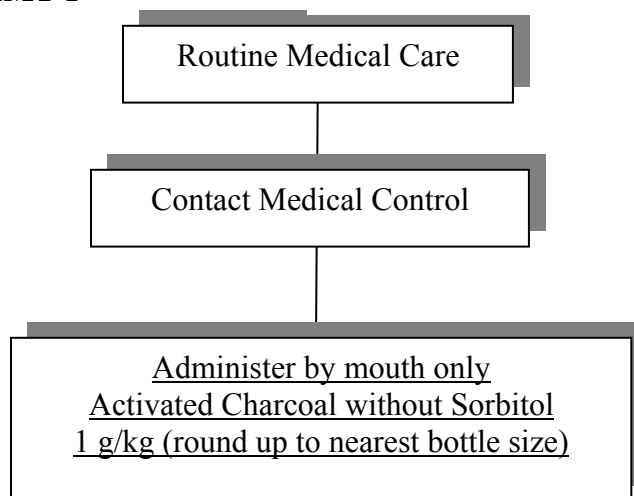 Routine Medical Care
Contact Medical Control
Administer by mouth only
Activated Charcoal without Sorbitol
1 g/kg (round up to nearest bottle size)